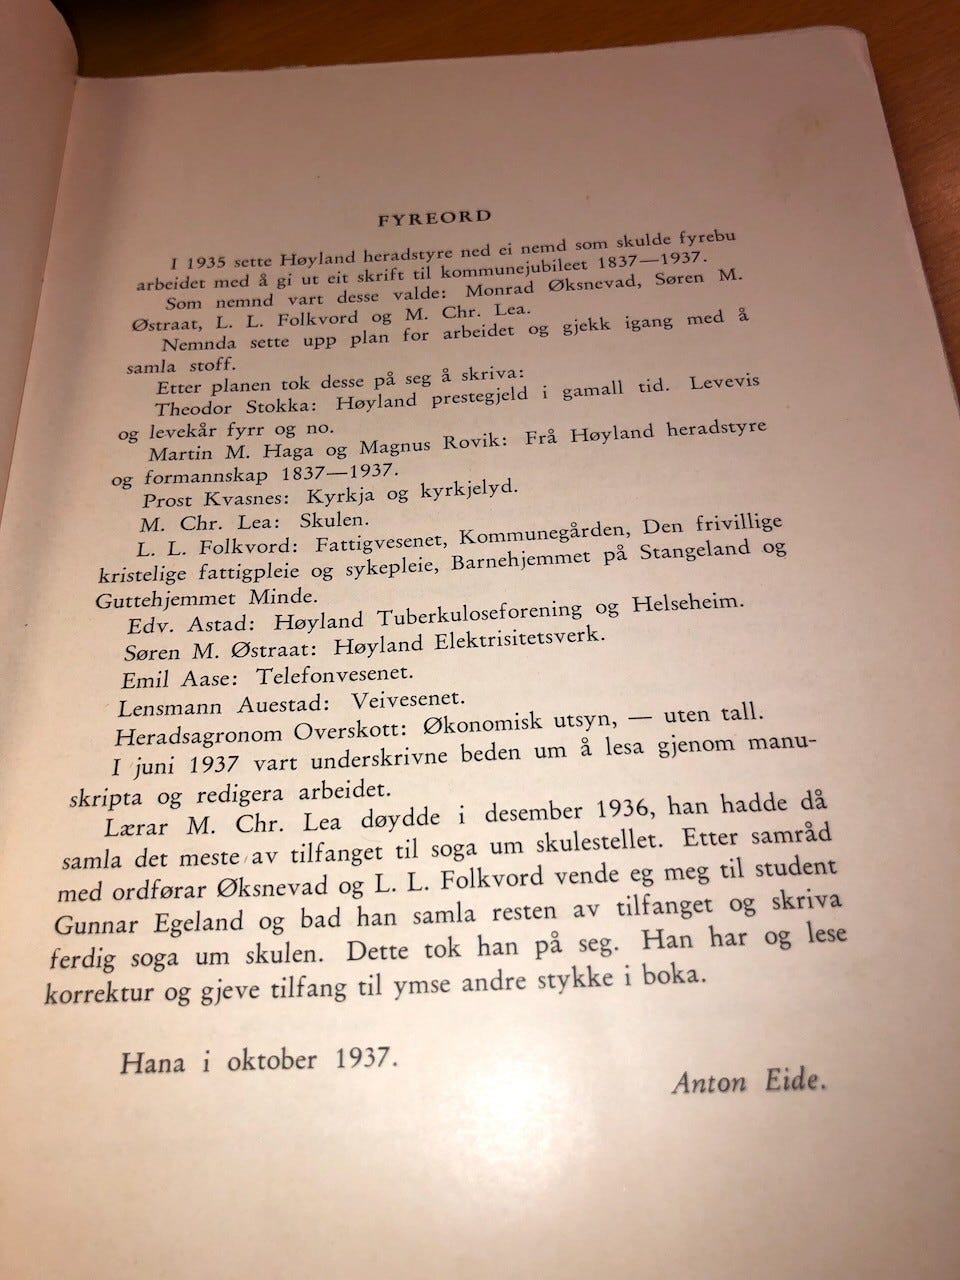 FYREORD
I 1935 sette Høyland heradstyre ned ei nemd som skulde fyrebu
arbeidet med å gi ut eit skrift til kommunejubileet 1837—1937.
Som nemnd vart desse valde: Monrad Øksnevad, Søren M.
Østraat, L. L. Folkvord og M. Chr. Lea.
Nemnda sette upp plan for arbeidet og gjekk igang med å
samla stoff.
Etter planen tok desse på seg å skriva:
Theodor Stokka: Høyland prestegjeld i gamall tid. Levevis
og levekår fyrr og no.
Martin M. Haga og Magnus Rovik: Frå Høyland heradstyre
og formannskap 1837—1937.
Prost Kvasnes: Kyrkja og kyrkjelyd.
M. Chr. Lea: Skulen.
L. L. Folkvord: Fattigvesenet, Kommunegården, Den frivillige
kristelige fattigpleie og sykepleie, Barnehjemmet på Stangeland og
Guttehjemmet Minde.
Edv. Astad: Høyland Tuberkuloseforening og Helseheim.
Søren M. Østraat: Høyland Elektrisitetsverk.
Emil Aase: Telefonvesenet.
Lensmann Auestad: Veivesenet.
Heradsagronom Overskott: Økonomisk utsyn, — uten tall.
I juni 1937 vart underskrivne beden um å lesa gjenom manu-
skripta og redigera arbeidet.
Lærar M. Chr. Lea døydde i desember 1936, han hadde då
samla det meste av tilfanget til soga um skulestellet. Etter samråd
med ordførar Øksnevad og L. L. Folkvord vende eg meg til student
Gunnar Egeland og bad han samla resten av tilfanget og skriva
ferdig soga um skulen. Dette tok han på seg. Han har og lese
korrektur og gjeve tilfang til ymse andre stykke i boka.
Hana i oktober 1937.
Anton Eide.